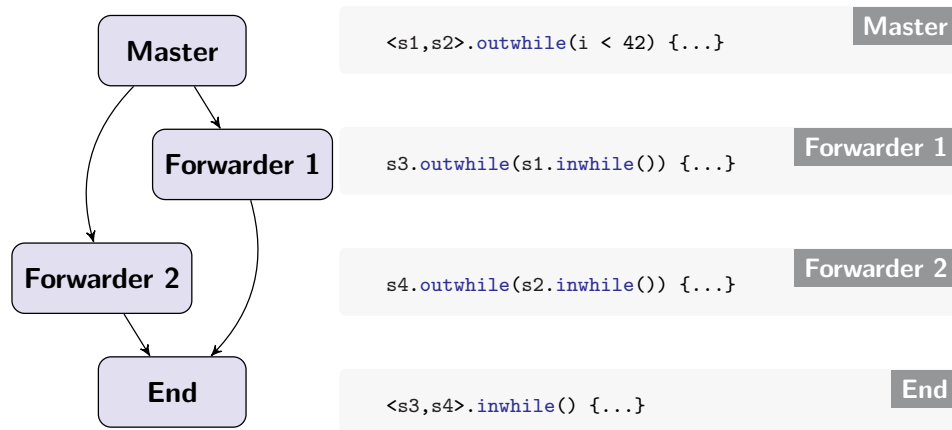 Master
<s1,s2>.outwhile(i < 42) {...}
Master
Forwarder 1
s3.outwhile(s1.inwhile()) {...}
Forwarder 1
Forwarder 2
s4.outwhile(s2.inwhile()) {...}
Forwarder 2
End
<s3,s4>.inwhile() {...}
End